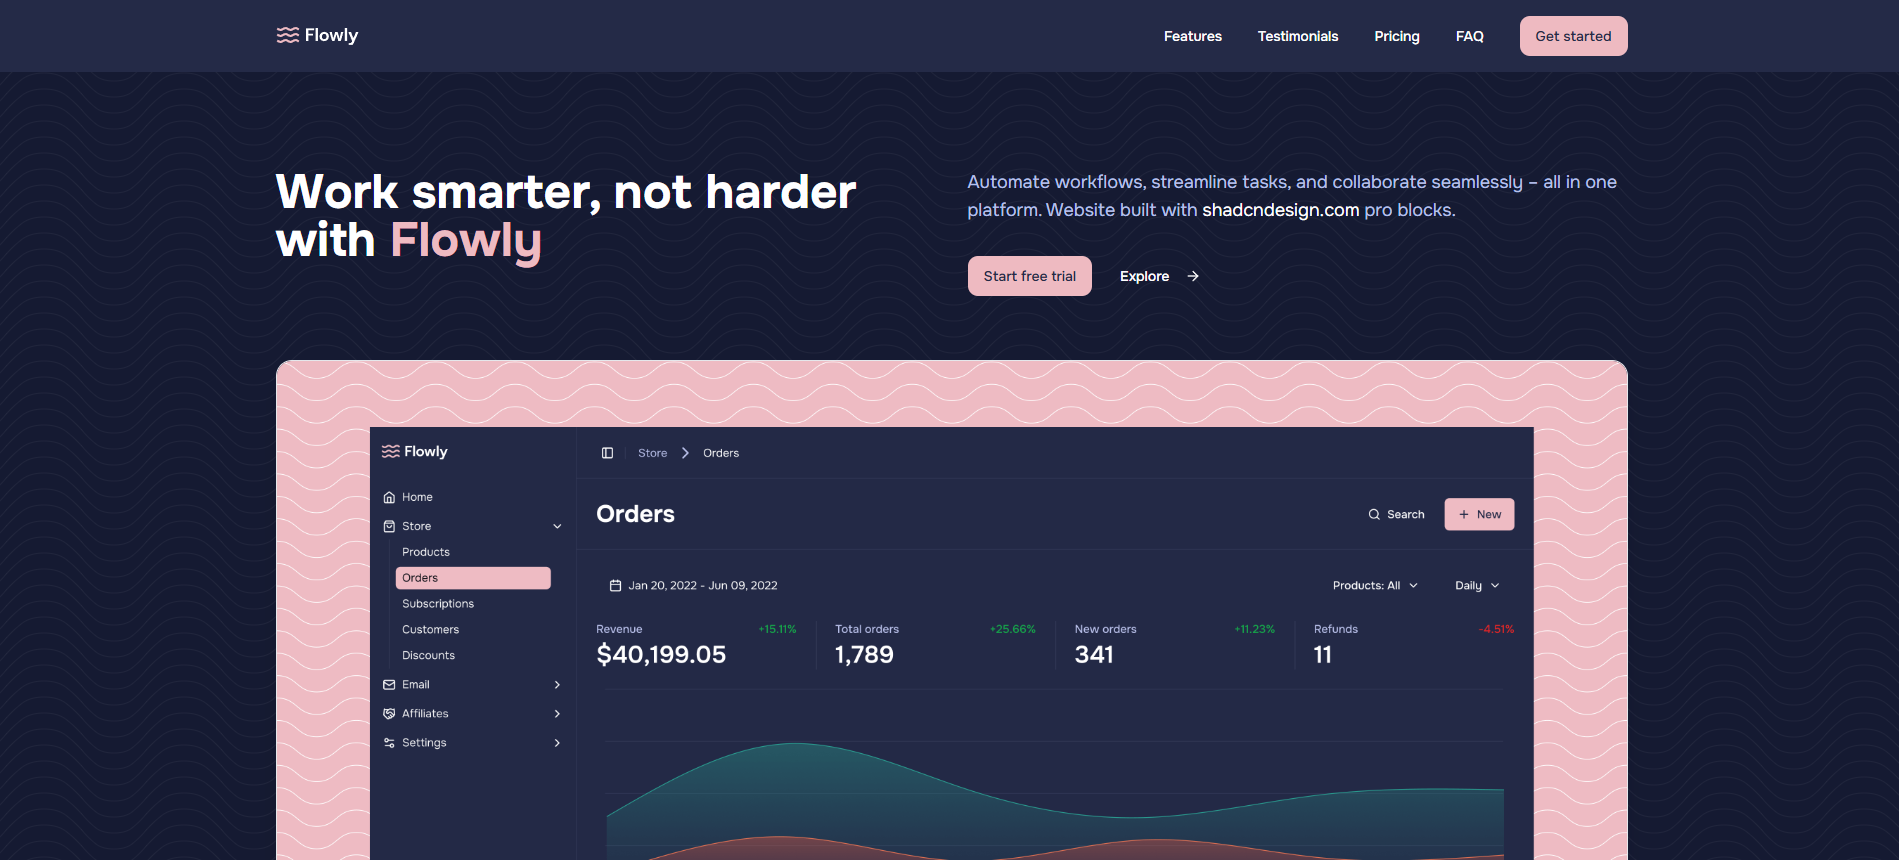 Flowly
Features
Testimonials
Pricing
FAQ
Get started
Work smarter, not harder
with Flowly
Automate workflows, streamline tasks, and collaborate seamlessly – all in one
platform. Website built with shadcndesign.com pro blocks.
Start free trial
Explore
Flowly
Home
Store
Products
Orders
Subscriptions
Customers
Discounts
Email
Affiliates
Settings
Store
Orders
Orders
Search
New
Jan 20, 2022 - Jun 09, 2022
Products: All
Daily
Revenue
+15.11%
$40,199.05
Total orders
+25.66%
1,789
New orders
+11.23%
341
Refunds
-4.51%
11